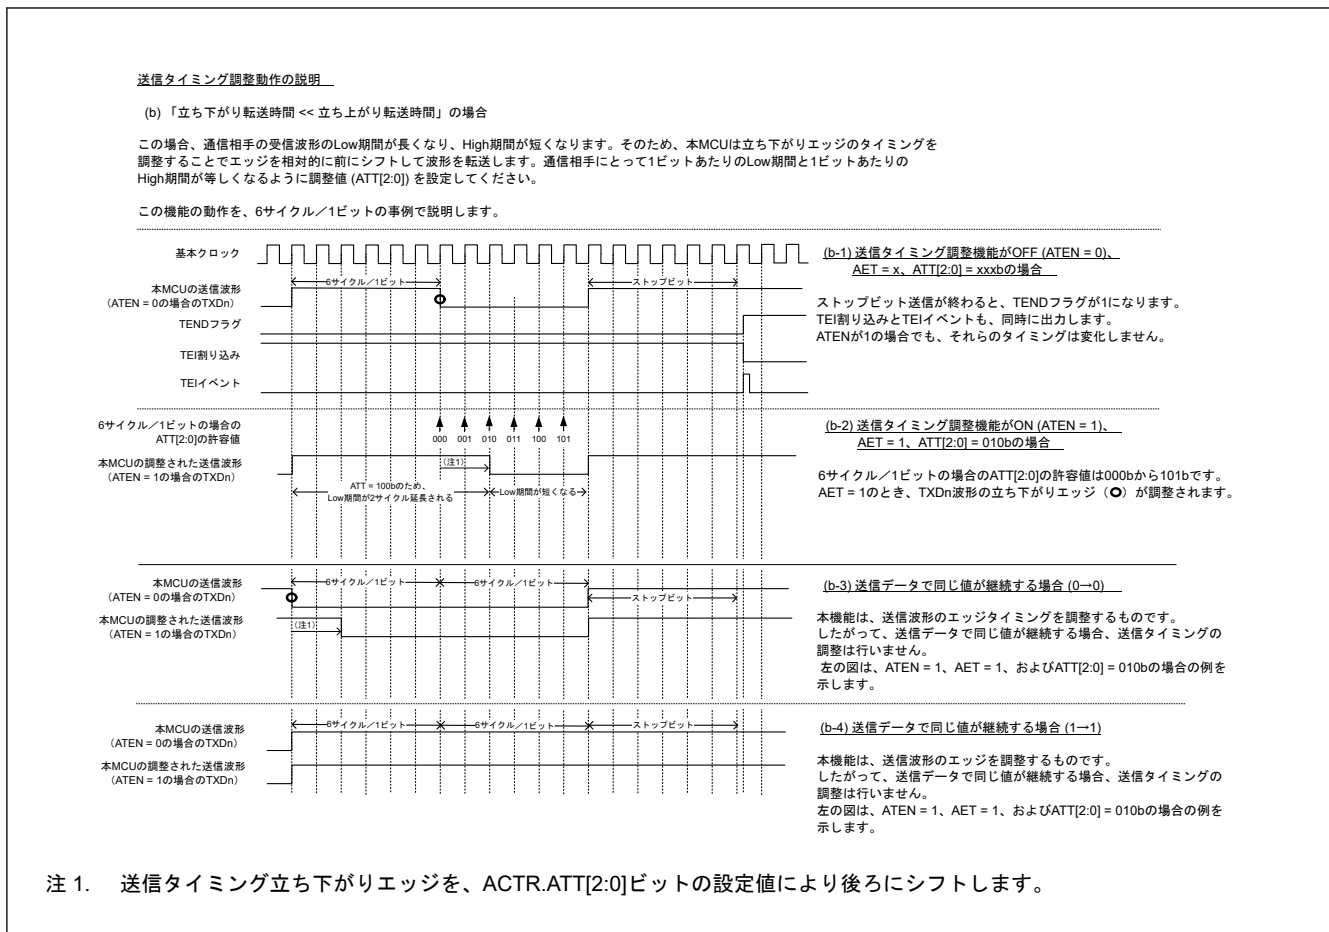 送信タイミング調整動作の説明
(b) 「立ち下がり転送時間 << 立ち上がり転送時間」の場合
この場合、通信相手の受信波形のLow期間が長くなり、High期間が短くなります。そのため、本MCUは立ち下がりエッジのタイミングを
調整することでエッジを相対的に前にシフトして波形を転送します。通信相手にとって1ビットあたりのLow期間と1ビットあたりの
High期間が等しくなるように調整値 (ATT[2:0]) を設定してください。
この機能の動作を、6サイクル／1ビットの事例で説明します。
基本クロック
6サイクル／1ビット
ストップビット
本MCUの送信波形
（ATEN = 0の場合のTXDn）
TENDフラグ
TEI割り込み
TEIイベント
(b-1) 送信タイミング調整機能がOFF (ATEN = 0)、
AET = x、ATT[2:0] = xxxbの場合
ストップビット送信が終わると、TENDフラグが1になります。
TEI割り込みとTEIイベントも、同時に出力します。
ATENが1の場合でも、それらのタイミングは変化しません。
6サイクル／1ビットの場合の
ATT[2:0]の許容値
000 001 010 011 100 101
本MCUの調整された送信波形
（ATEN = 1の場合のTXDn）
(注1)
ATT = 100bのため、
Low期間が2サイクル延長される
Low期間が短くなる
(b-2) 送信タイミング調整機能がON (ATEN = 1)、
AET = 1、ATT[2:0] = 010bの場合
6サイクル／1ビットの場合のATT[2:0]の許容値は000bから101bです。
AET = 1のとき、TXDn波形の立ち下がりエッジ（O）が調整されます。
本MCUの送信波形
（ATEN = 0の場合のTXDn）
6サイクル／1ビット
6サイクル／1ビット
ストップビット
本MCUの調整された送信波形
（ATEN = 1の場合のTXDn）
(注1)
(b-3) 送信データで同じ値が継続する場合 (0→0)
本機能は、送信波形のエッジタイミングを調整するものです。
したがって、送信データで同じ値が継続する場合、送信タイミングの
調整は行いません。
左の図は、ATEN = 1、AET = 1、およびATT[2:0] = 010bの場合の例を
示します。
本MCUの送信波形
（ATEN = 0の場合のTXDn）
6サイクル／1ビット
6サイクル／1ビット
ストップビット
本MCUの調整された送信波形
（ATEN = 1の場合のTXDn）
(b-4) 送信データで同じ値が継続する場合 (1→1)
本機能は、送信波形のエッジを調整するものです。
したがって、送信データで同じ値が継続する場合、送信タイミングの
調整は行いません。
左の図は、ATEN = 1、AET = 1、およびATT[2:0] = 010bの場合の例を
示します。
注 1. 送信タイミング立ち下がりエッジを、ACTR.ATT[2:0]ビットの設定値により後ろにシフトします。